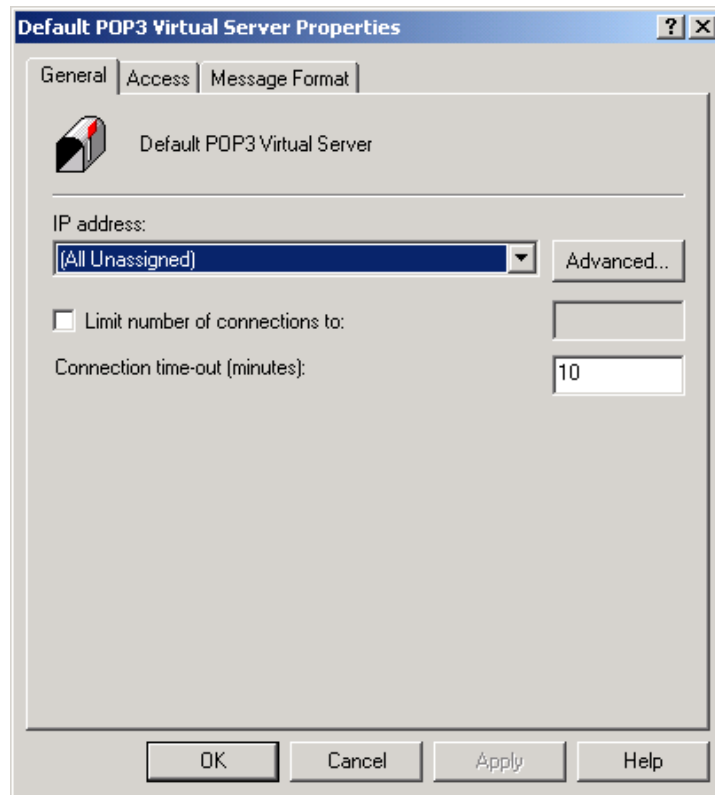 Default POP3 Virtual Server Properties
General Access Message Format
Default POP3 Virtual Server
IP address:
(All Unassigned) Advanced...
Limit number of connections to:
Connection time-out (minutes): 10
OK Cancel Apply Help